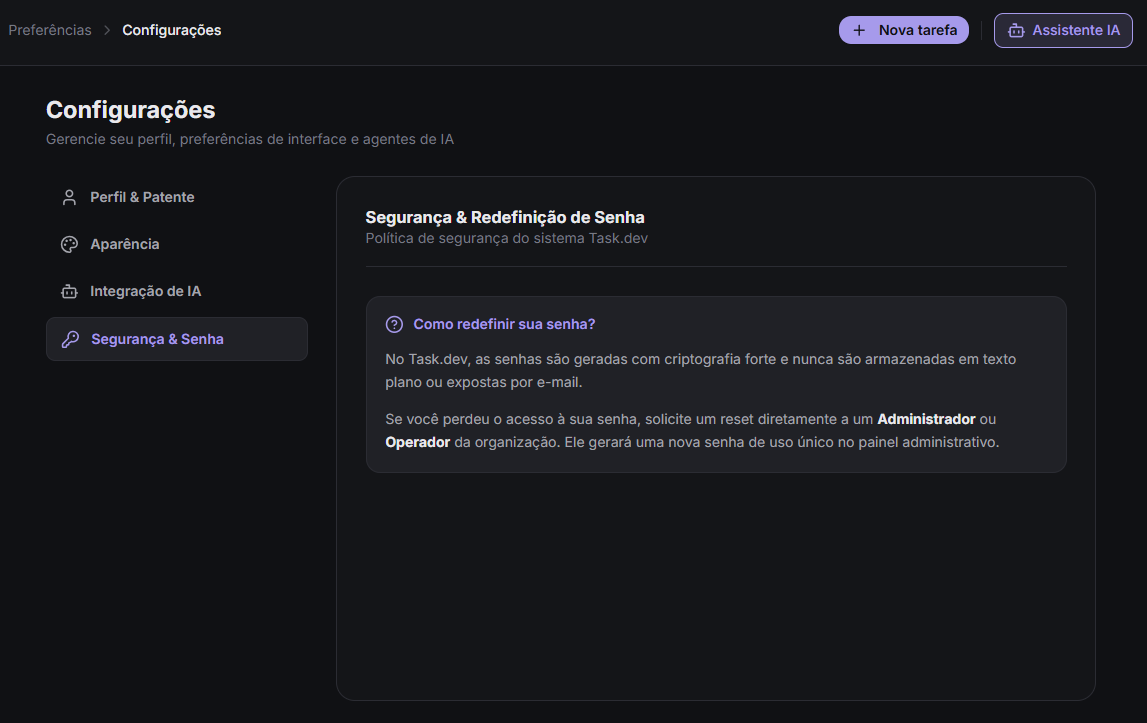 Preferências > Configurações
+ Nova tarefa
Assistente IA
Configurações
Gerencie seu perfil, preferências de interface e agentes de IA
Perfil & Patente
Aparência
Integração de IA
Segurança & Senha
Segurança & Redefinição de Senha
Política de segurança do sistema Task.dev
Como redefinir sua senha?
No Task.dev, as senhas são geradas com criptografia forte e nunca são armazenadas em texto
plano ou expostas por e-mail.
Se você perdeu o acesso à sua senha, solicite um reset diretamente a um Administrador ou
Operador da organização. Ele gerará uma nova senha de uso único no painel administrativo.